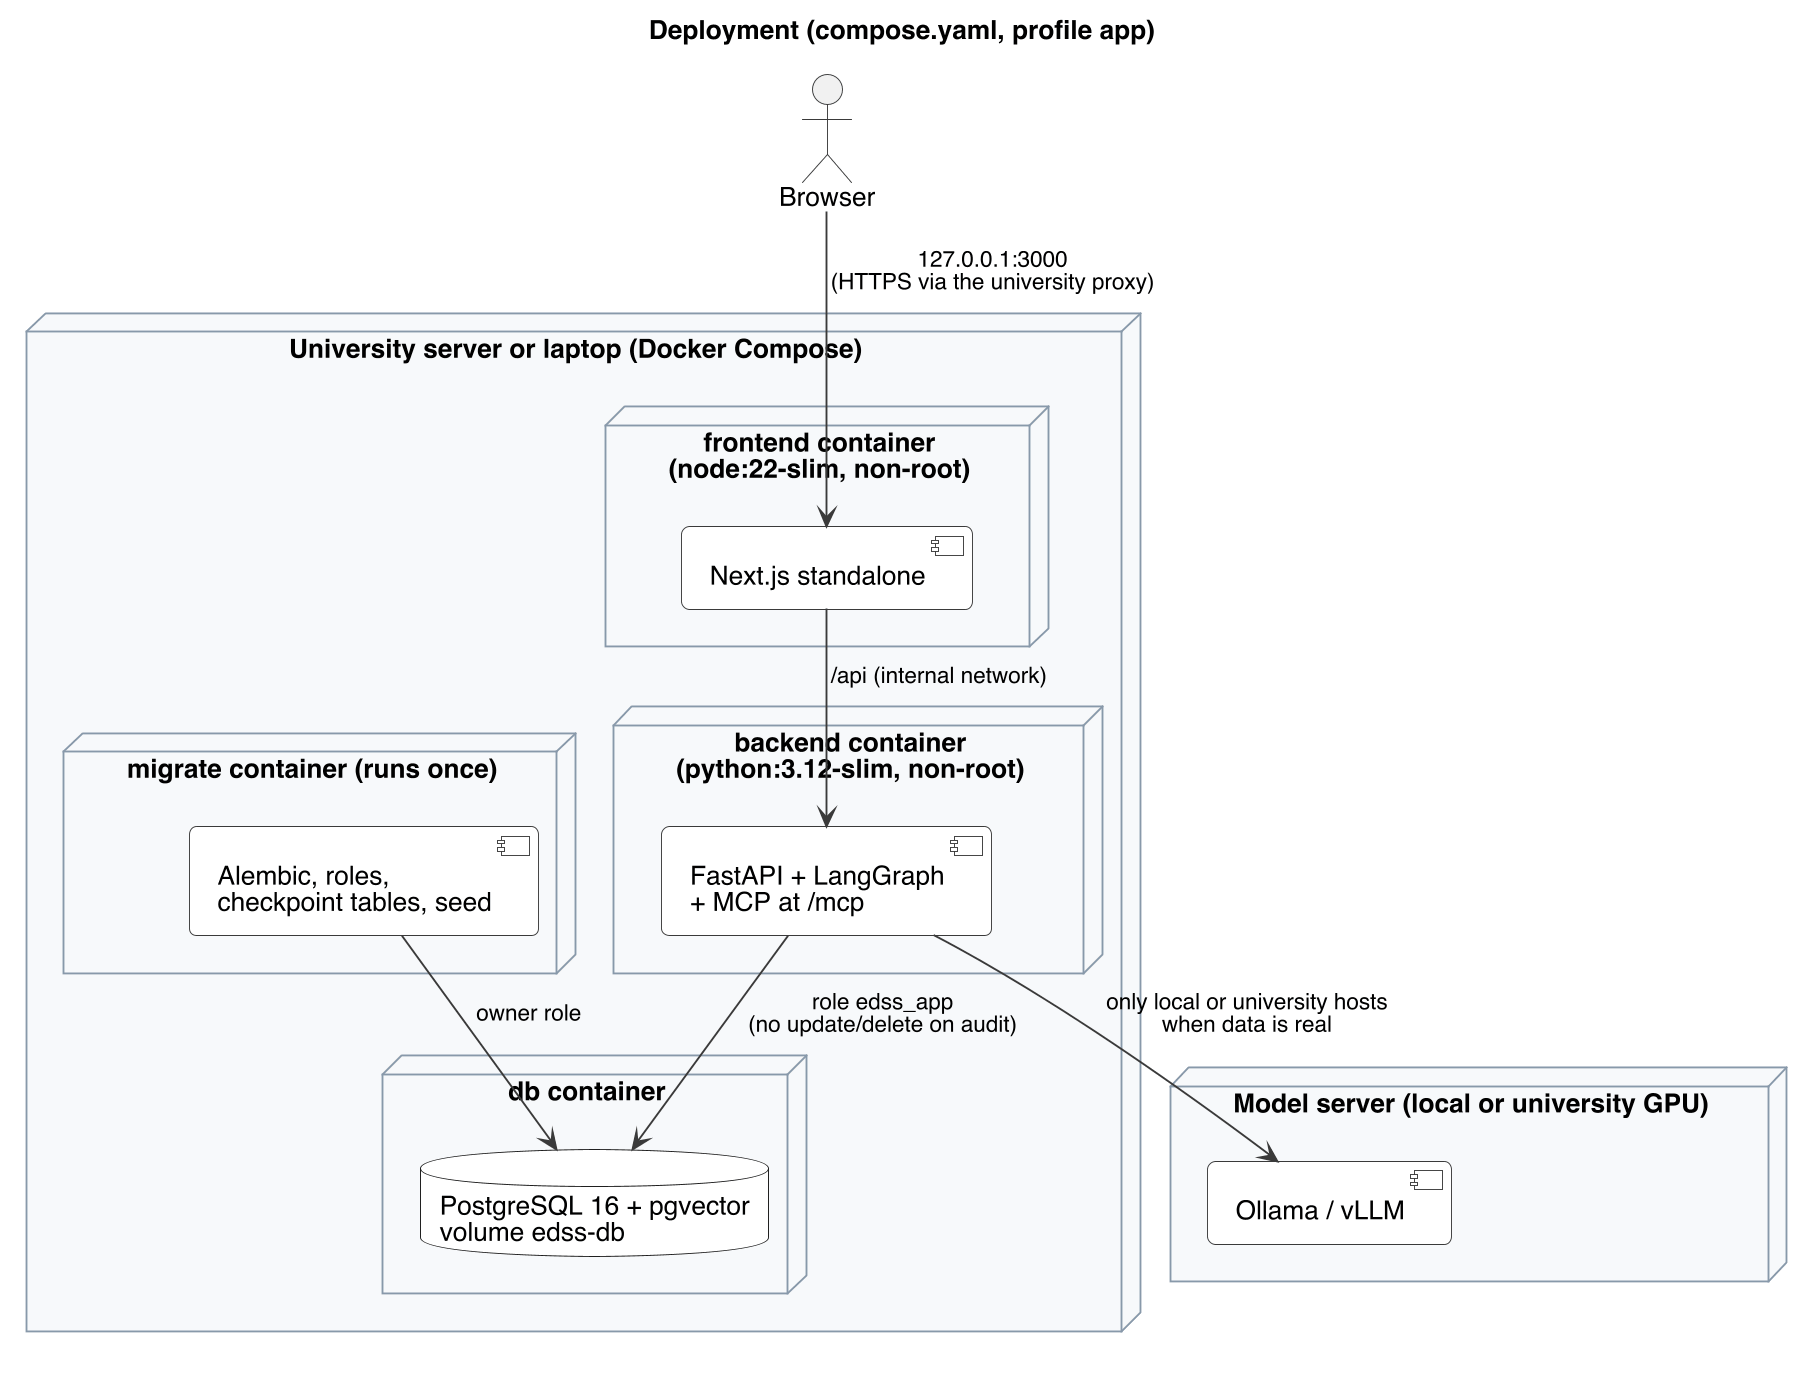 Deployment (compose.yaml, profile app)
Browser
127.0.0.1:3000
(HTTPS via the university proxy)
University server or laptop (Docker Compose)
frontend container
(node:22-slim, non-root)
Next.js standalone
/api (internal network)
migrate container (runs once)
Alembic, roles,
checkpoint tables, seed
backend container
(python:3.12-slim, non-root)
FastAPI + LangGraph
+ MCP at /mcp
owner role
role edss_app
(no update/delete on audit)
only local or university hosts
when data is real
db container
PostgreSQL 16 + pgvector
volume edss-db
Model server (local or university GPU)
Ollama / vLLM